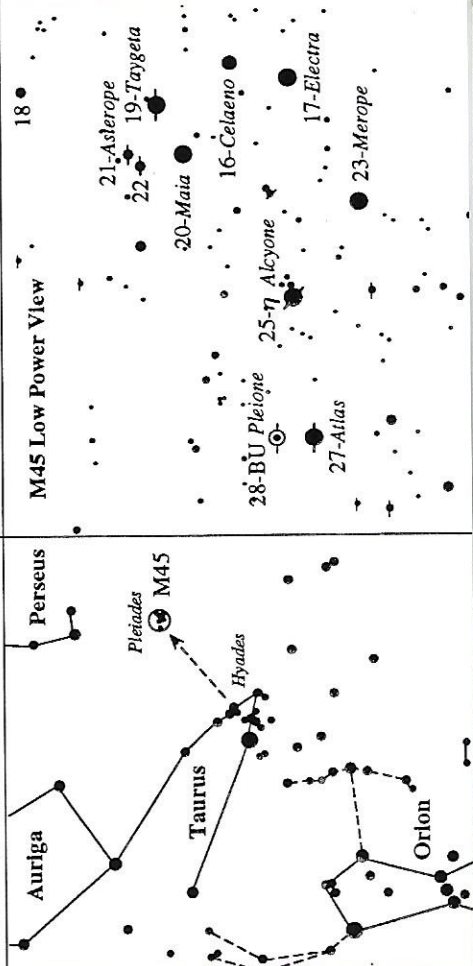 Perseus
Auriga
Pleiades
M45
Hyades
Taurus
Orion
M45 Low Power View
18
21-Asterope
22
19-Taygeta
20-Maia
16-Celaeno
17-Electra
25-η Alcyone
23-Merope
28-BU Pleione
27-Atlas